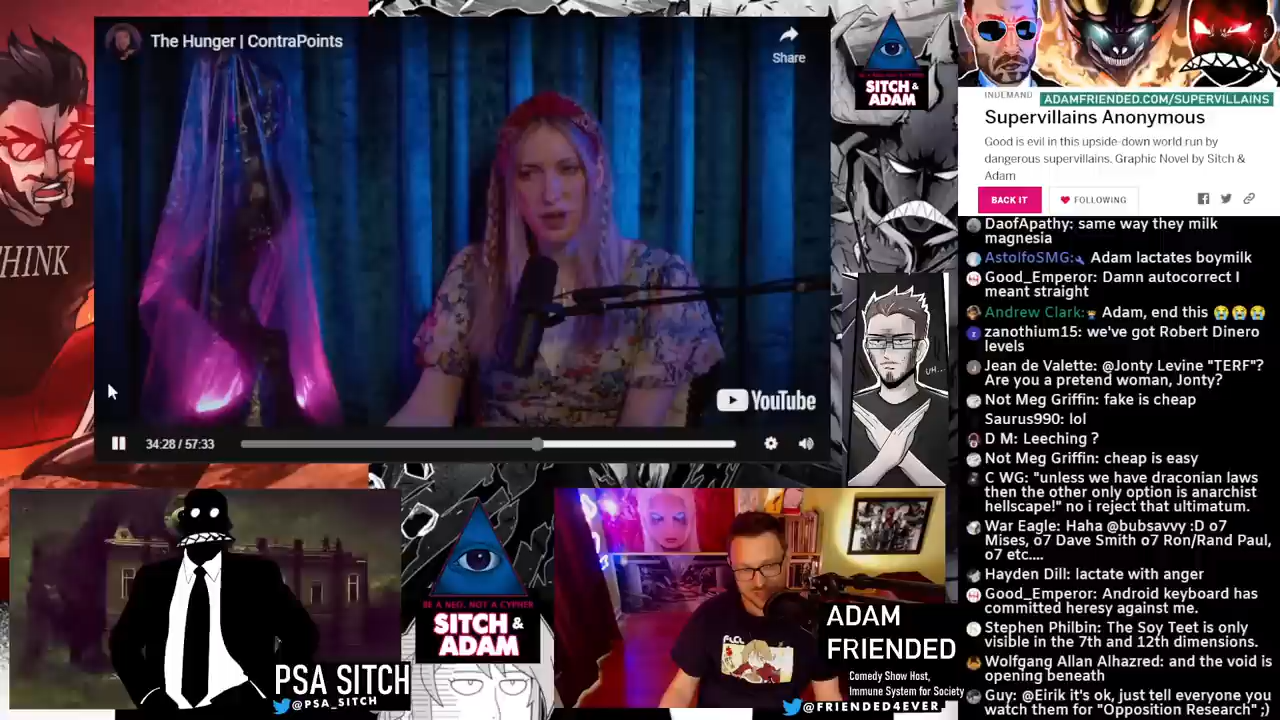 The Hunger | ContraPoints
Share
YouTube
34:28 / 57:33
THINK
SITCH &
ADAM
UH...
INDEMAND
ADAMFRIENDED.COM/SUPERVILLAINS
Supervillains Anonymous
Good is evil in this upside-down world run by
dangerous supervillains. Graphic Novel by Sitch &
Adam
BACK IT
FOLLOWING
DaofApathy: same way they milk
magnesia
AstolfoSMG: Adam lactates boymilk
Good_Emperor: Damn autocorrect I
meant straight
Andrew Clark: Adam, end this 😭😭😭
zanothium15: we've got Robert Dinero
levels
Jean de Valette: @Jonty Levine "TERF"?
Are you a pretend woman, Jonty?
Not Meg Griffin: fake is cheap
Saurus990: lol
D M: Leeching ?
Not Meg Griffin: cheap is easy
C WG: "unless we have draconian laws
then the other only option is anarchist
hellscape!" no i reject that ultimatum.
War Eagle: Haha @bubsavvy :D o7
Mises, o7 Dave Smith o7 Ron/Rand Paul,
o7 etc....
Hayden Dill: lactate with anger
Good_Emperor: Android keyboard has
committed heresy against me.
Stephen Philbin: The Soy Teet is only
visible in the 7th and 12th dimensions.
Wolfgang Allan Alhazred: and the void is
opening beneath
Guy: @Eirik it's ok, just tell everyone you
watch them for "Opposition Research" ;)
PSA SITCH
@PSA_SITCH
BE A NEO, NOT A CYPHER
SITCH &
ADAM
FLCL
ADAM
FRIENDED
Comedy Show Host,
Immune System for Society
@FRIENDED4EVER